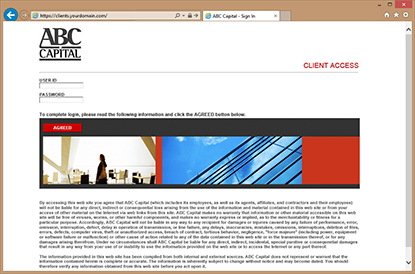 https://clients.yourdomain.com/
ABC Capital - Sign In
ABC
CAPITAL
CLIENT ACCESS
USER ID
PASSWORD
To complete login, please read the following information and click the AGREED button below.
AGREED
By accessing this web site you agree that ABC Capital (which includes its employees, as well as its agents, affiliates, and contractors and their employees)
will not be liable for any direct, indirect or consequential loss arising from the use of the information and material contained in this web site or from your
access of other material on the Internet via web links from this site. ABC Capital makes no warranty that information or other material accessible on this web
site will be free of viruses, worms, or other harmful components, and makes no warranty express or implied, as to the merchantability or fitness for a
particular purpose. Accordingly, ABC Capital will not be liable in any way to any recipient for damages or injuries caused by any failure of performance, error,
omission, interruption, defect, delay in operation of transmission, or line failure, any delays, inaccuracies, mistakes, omissions, interruptions, deletion of files,
errors, defects, computer virus, theft or unauthorized access, breach of contract, tortious behavior, negligence, "force majeure" (including power, equipment
or software failure or malfunction) or other cause of action related to any of the data contained in this web site or in the transmission thereof, or for any
damages arising therefrom. Under no circumstances shall ABC Capital be liable for any direct, indirect, incidental, special punitive or consequential damages
that result in any way from your use of or inability to use the information provided on the web site or to access the Internet or any part thereof.
The information provided in this web site has been compiled from both internal and external sources. ABC Capital does not represent or warrant that the
information contained herein is complete or accurate. The information is inherently subject to change without notice and may become dated. You should
therefore verify any information obtained from this web site before you act upon it.